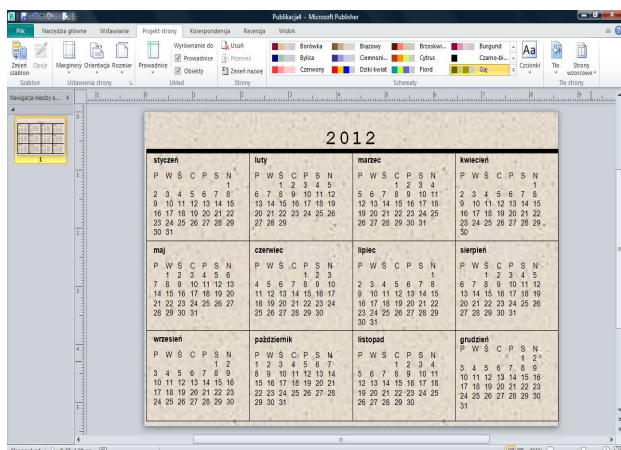 Publikacja4 - Microsoft Publisher
Plik Narzędzia główne Wstawianie Projekt strony Korespondencja Recenzja Widok
Zmień szablon Opcje Marginesy Orientacja Rozmiar Prowadnice Wyrównanie do Usuń Borówka Brązowy Brzoskwi... Burgund Czcionki Tło Strony wzorcowe
Prowadnice Przenieś Bylica Ciemnoni... Cytrus Czarno-bi...
Obiekty Zmień nazwę Czerwony Dziki kwiat Fiord Gaj
Szablon Ustawienia strony Układ Strony Schematy Tło strony
Nawigacja między s...
1
2012
styczeń luty marzec kwiecień
P W Ś C P S N P W Ś C P S N P W Ś C P S N P W Ś C P S N
1 1 2 3 4 5 1 2 3 4 1
2 3 4 5 6 7 8 6 7 8 9 10 11 12 5 6 7 8 9 10 11 2 3 4 5 6 7 8
9 10 11 12 13 14 15 13 14 15 16 17 18 19 12 13 14 15 16 17 18 9 10 11 12 13 14 15
16 17 18 19 20 21 22 20 21 22 23 24 25 26 19 20 21 22 23 24 25 16 17 18 19 20 21 22
23 24 25 26 27 28 29 27 28 29 26 27 28 29 30 31 23 24 25 26 27 28 29
30 31 30
maj czerwiec lipiec sierpień
P W Ś C P S N P W Ś C P S N P W Ś C P S N P W Ś C P S N
1 2 3 4 5 6 1 2 3 1 1 2 3 4 5
7 8 9 10 11 12 13 4 5 6 7 8 9 10 2 3 4 5 6 7 8 6 7 8 9 10 11 12
14 15 16 17 18 19 20 11 12 13 14 15 16 17 9 10 11 12 13 14 15 13 14 15 16 17 18 19
21 22 23 24 25 26 27 18 19 20 21 22 23 24 16 17 18 19 20 21 22 20 21 22 23 24 25 26
28 29 30 31 25 26 27 28 29 30 23 24 25 26 27 28 29 27 28 29 30 31
30 31
wrzesień październik listopad grudzień
P W Ś C P S N P W Ś C P S N P W Ś C P S N P W Ś C P S N
1 2 1 2 3 4 5 6 7 1 2 3 4 1 2
3 4 5 6 7 8 9 8 9 10 11 12 13 14 5 6 7 8 9 10 11 3 4 5 6 7 8 9
10 11 12 13 14 15 16 15 16 17 18 19 20 21 12 13 14 15 16 17 18 10 11 12 13 14 15 16
17 18 19 20 21 22 23 22 23 24 25 26 27 28 19 20 21 22 23 24 25 17 18 19 20 21 22 23
24 25 26 27 28 29 30 29 30 31 26 27 28 29 30 24 25 26 27 28 29 30
31